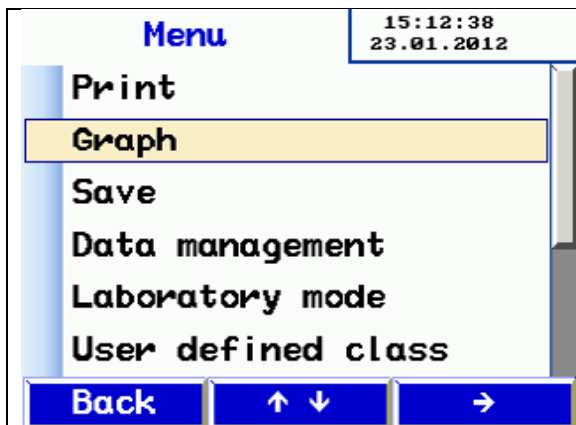 Menu
15:12:38
23.01.2012
Print
Graph
Save
Data management
Laboratory mode
User defined class
Back ↑ ↓ →